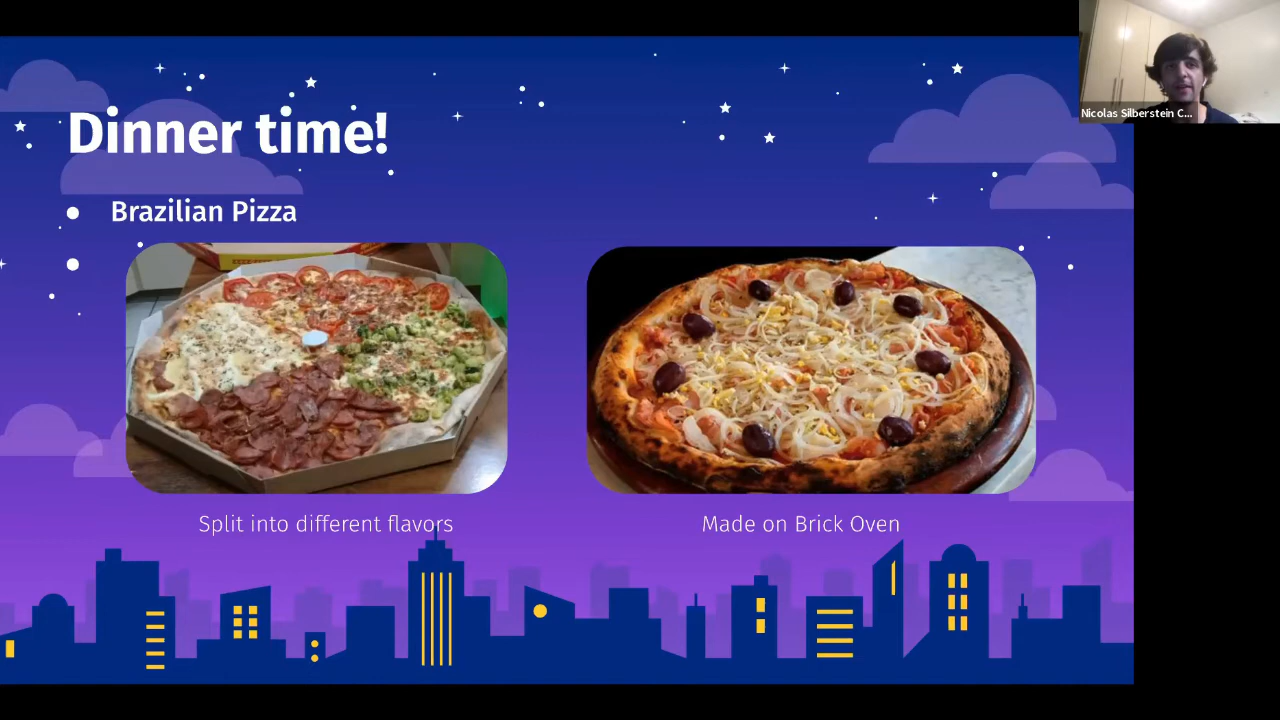 Dinner time!
Brazilian Pizza
Split into different flavors
Made on Brick Oven
Nicolas Silberstein C...